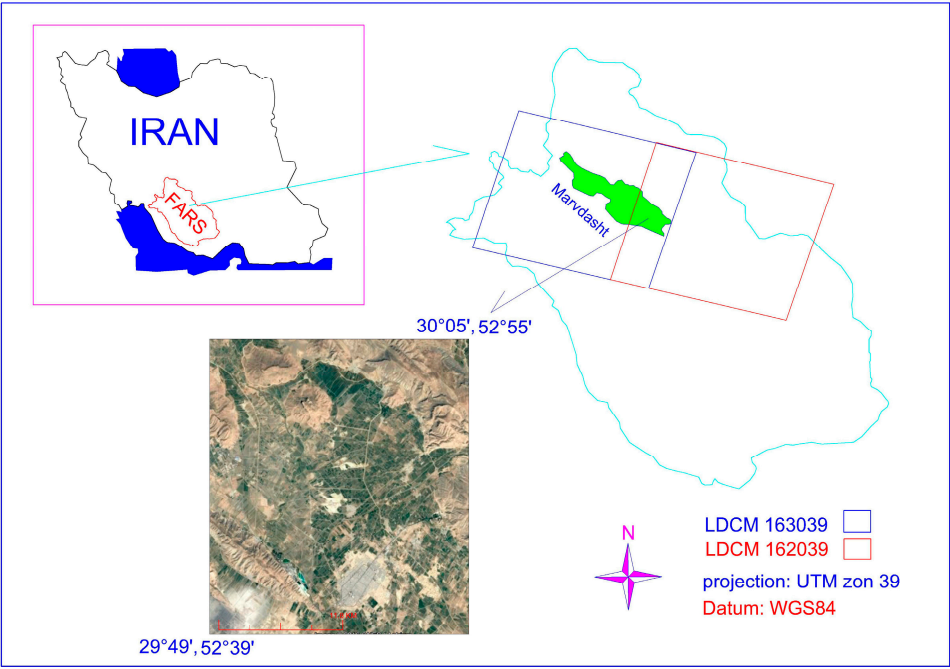 IRAN
FARS
Marvdasht
30°05', 52°55'
29°49', 52°39'
N
LDCM 163039
LDCM 162039
projection: UTM zon 39
Datum: WGS84